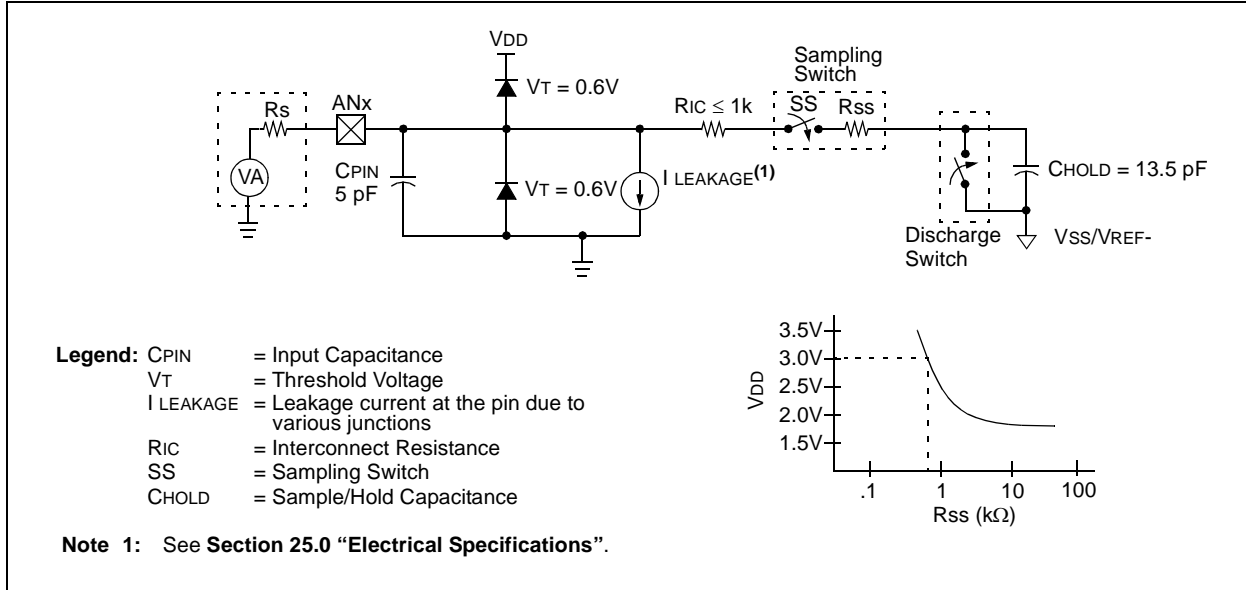 VDD
Sampling
Switch
VT = 0.6V
Rs
ANx
RIC ≤ 1k
SS
Rss
VA
CPIN
5 pF
VT = 0.6V
I LEAKAGE(1)
CHOLD = 13.5 pF
Discharge
Switch
VSS/VREF-
Legend: CPIN = Input Capacitance
VT = Threshold Voltage
I LEAKAGE = Leakage current at the pin due to
various junctions
RIC = Interconnect Resistance
SS = Sampling Switch
CHOLD = Sample/Hold Capacitance
3.5V
3.0V
2.5V
2.0V
1.5V
VDD
.1 1 10 100
Rss (kΩ)
Note 1: See Section 25.0 “Electrical Specifications”.